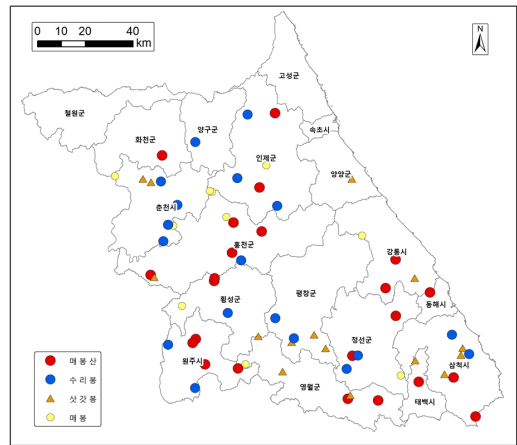 0 10 20 40
km
N
고성군
철원군
화천군
양구군
속초시
인제군
양양군
춘천시
홍천군
강릉시
동해시
횡성군
평창군
정선군
삼척시
원주시
영월군
태백시
매봉산
수리봉
삿갓봉
매봉